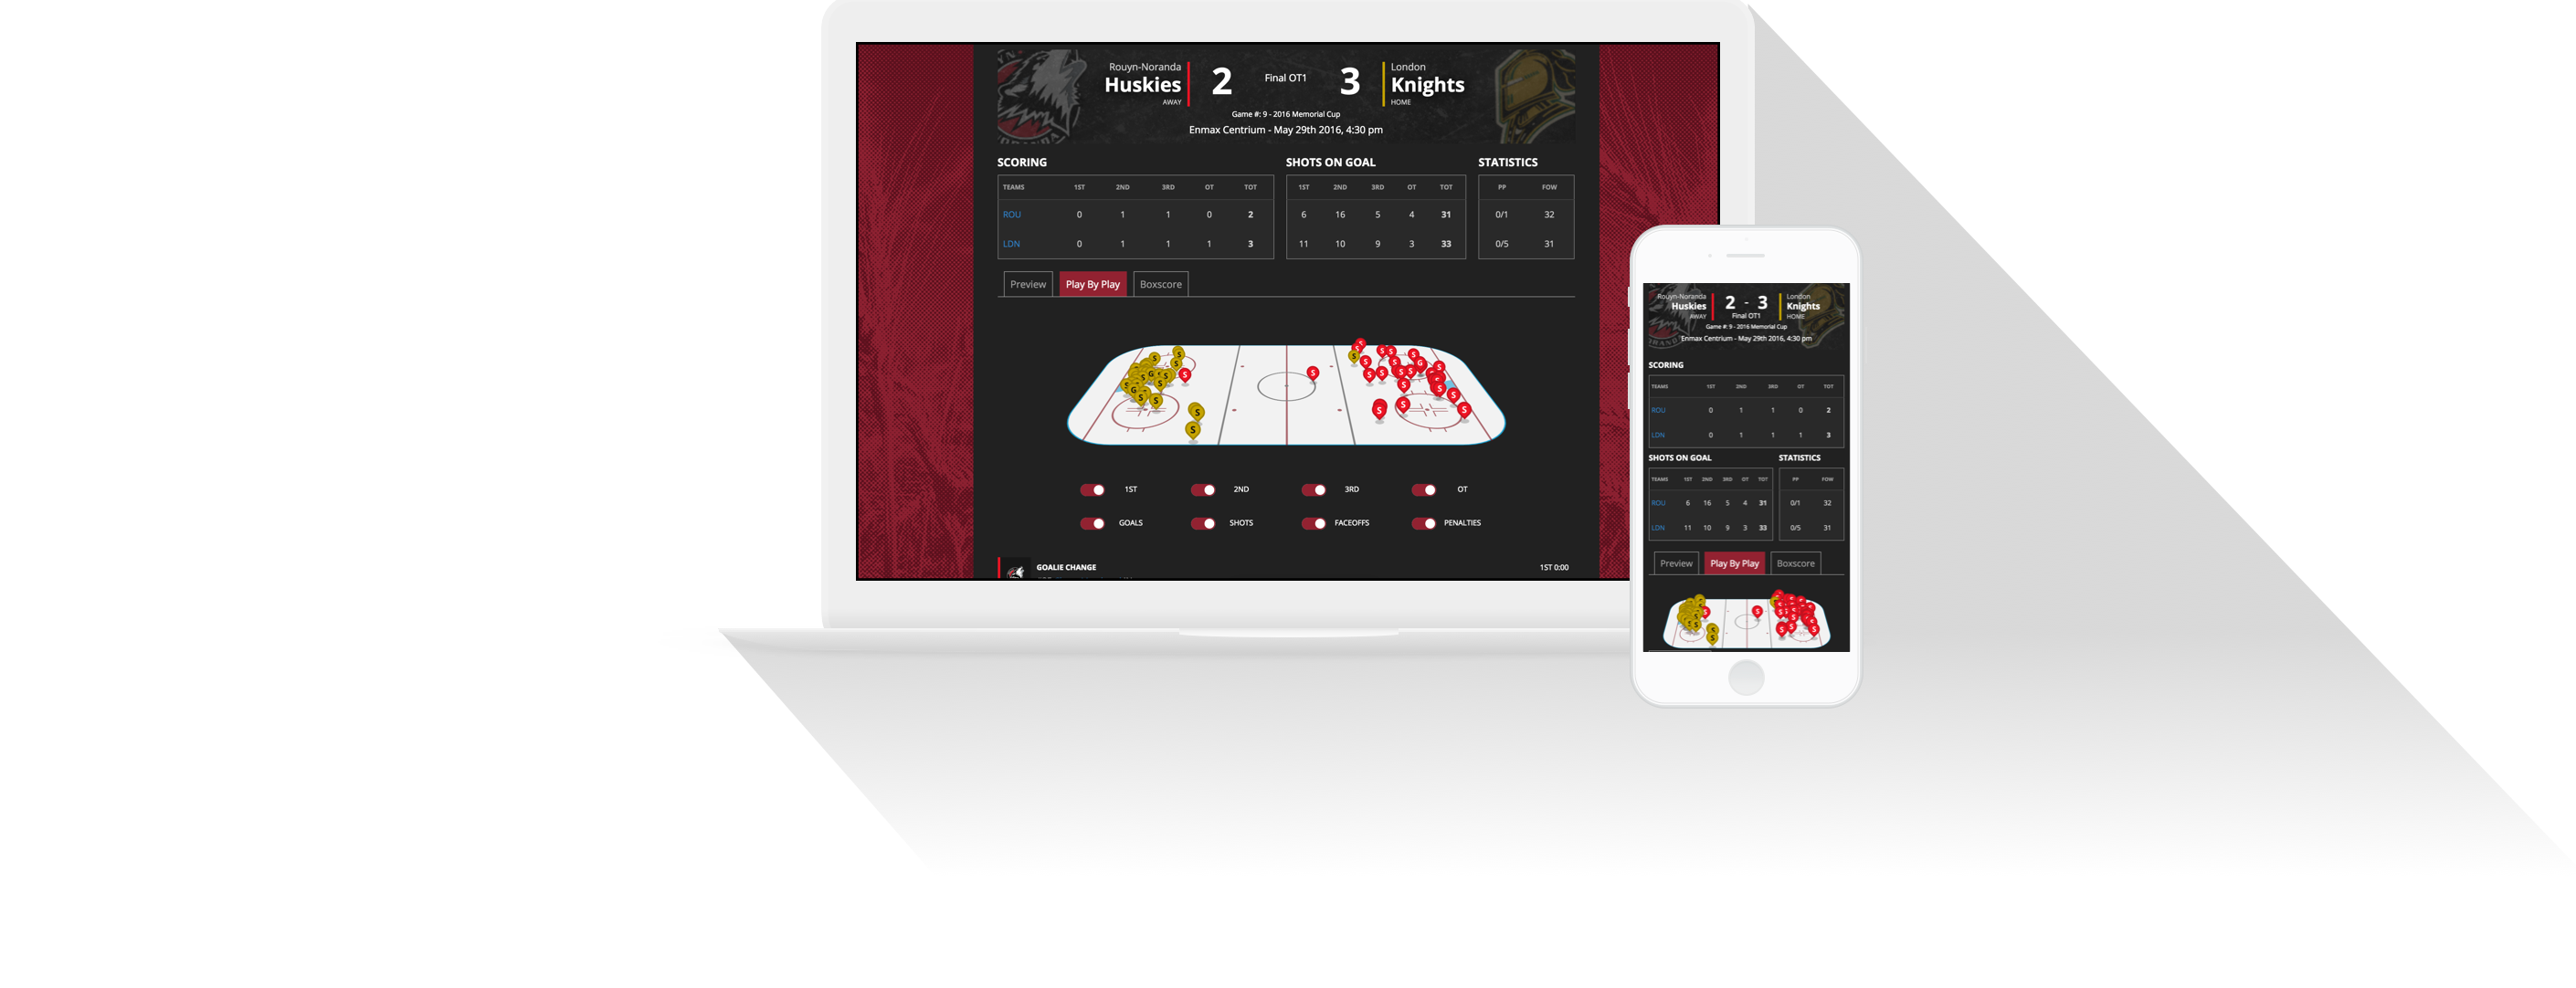 Rouyn-Noranda
Huskies
AWAY
2
Final OT1
3
London
Knights
HOME
Game #: 9 - 2016 Memorial Cup
Enmax Centrium - May 29th 2016, 4:30 pm
SCORING
TEAMS 1ST 2ND 3RD OT TOT
ROU 0 1 1 0 2
LDN 0 1 1 1 3
SHOTS ON GOAL
1ST 2ND 3RD OT TOT
6 16 5 4 31
11 10 9 3 33
STATISTICS
PP FOW
0/1 32
0/5 31
Preview Play By Play Boxscore
1ST 2ND 3RD OT
GOALS SHOTS FACEOFFS PENALTIES
GOALIE CHANGE 1ST 0:00
Rouyn-Noranda
Huskies
AWAY
2 - 3
Final OT1
London
Knights
HOME
Game #: 9 - 2016 Memorial Cup
Enmax Centrium - May 29th 2016, 4:30 pm
SCORING
TEAMS 1ST 2ND 3RD OT TOT
ROU 0 1 1 0 2
LDN 0 1 1 1 3
SHOTS ON GOAL
TEAMS 1ST 2ND 3RD OT TOT
ROU 6 16 5 4 31
LDN 11 10 9 3 33
STATISTICS
PP FOW
0/1 32
0/5 31
Preview Play By Play Boxscore